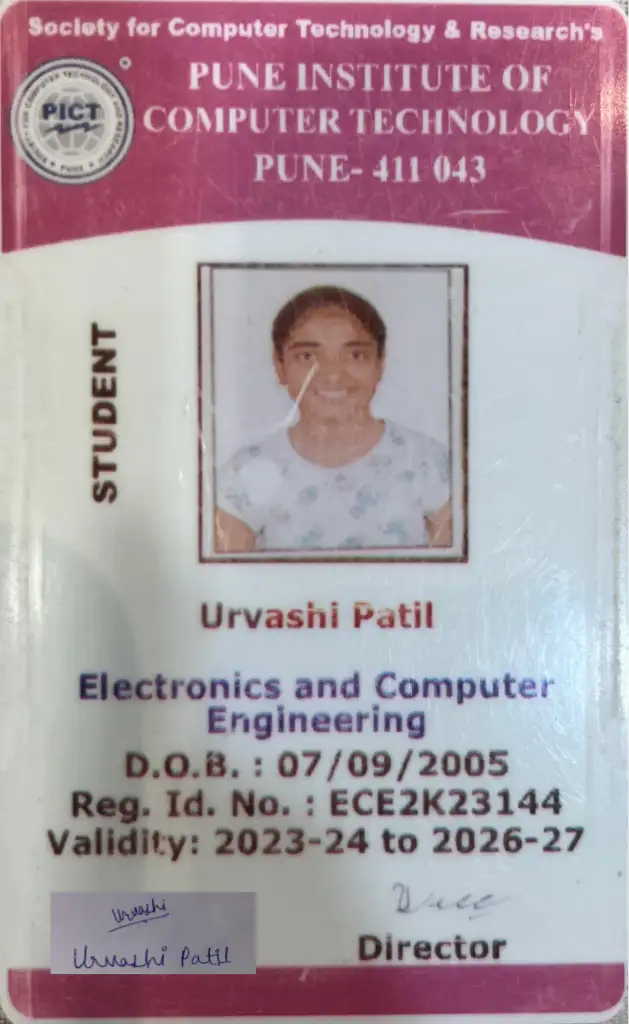 Society for Computer Technology & Research's
PICT
PUNE INSTITUTE OF
COMPUTER TECHNOLOGY
PUNE- 411 043
STUDENT
Urvashi Patil
Electronics and Computer
Engineering
D.O.B. : 07/09/2005
Reg. Id. No. : ECE2K23144
Validity: 2023-24 to 2026-27
Urvashi
Urvashi Patil
Director